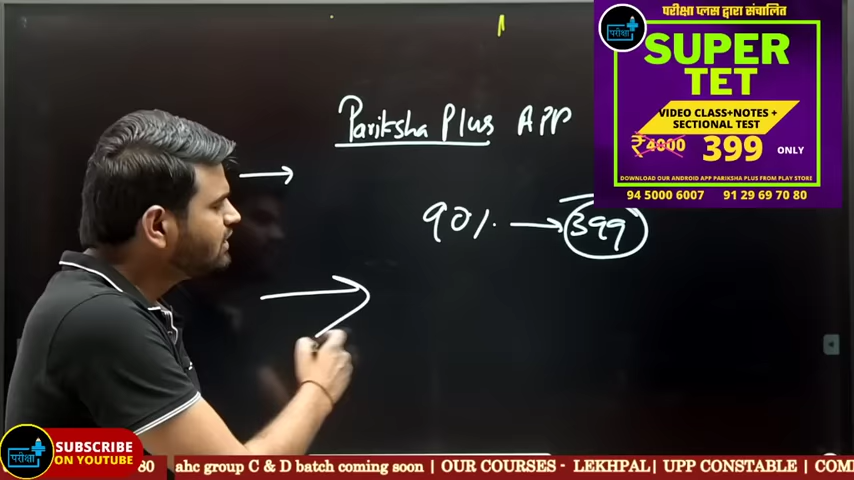 परीक्षा प्लस द्वारा संचालित
परीक्षा
SUPER
TET
VIDEO CLASS+NOTES +
SECTIONAL TEST
₹4000 399 ONLY
DOWNLOAD OUR ANDROID APP PARIKSHA PLUS FROM PLAY STORE
94 5000 6007 91 29 69 70 80
Pariksha Plus APP
90% → 399
परीक्षा
SUBSCRIBE
ON YOUTUBE
80 ahc group C & D batch coming soon | OUR COURSES - LEKHPAL| UPP CONSTABLE |